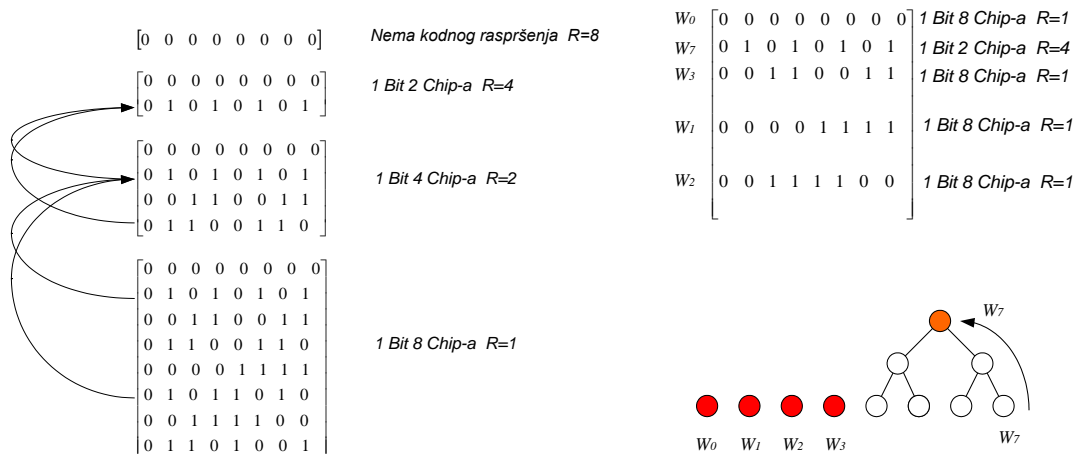 [0 0 0 0 0 0 0 0]
Nema kodnog raspršenja R=8
0 0 0 0 0 0 0 0
0 1 0 1 0 1 0 1
1 Bit 2 Chip-a R=4
0 0 0 0 0 0 0 0
0 1 0 1 0 1 0 1
0 0 1 1 0 0 1 1
0 1 1 0 0 1 1 0
1 Bit 4 Chip-a R=2
0 0 0 0 0 0 0 0
0 1 0 1 0 1 0 1
0 0 1 1 0 0 1 1
0 1 1 0 0 1 1 0
0 0 0 0 1 1 1 1
0 1 0 1 1 0 1 0
0 0 1 1 1 1 0 0
0 1 1 0 1 0 0 1
1 Bit 8 Chip-a R=1
W0 0 0 0 0 0 0 0 0 1 Bit 8 Chip-a R=1
W7 0 1 0 1 0 1 0 1 1 Bit 2 Chip-a R=4
W3 0 0 1 1 0 0 1 1 1 Bit 8 Chip-a R=1
W1 0 0 0 0 1 1 1 1 1 Bit 8 Chip-a R=1
W2 0 0 1 1 1 1 0 0 1 Bit 8 Chip-a R=1
W7
W0 W1 W2 W3 W7